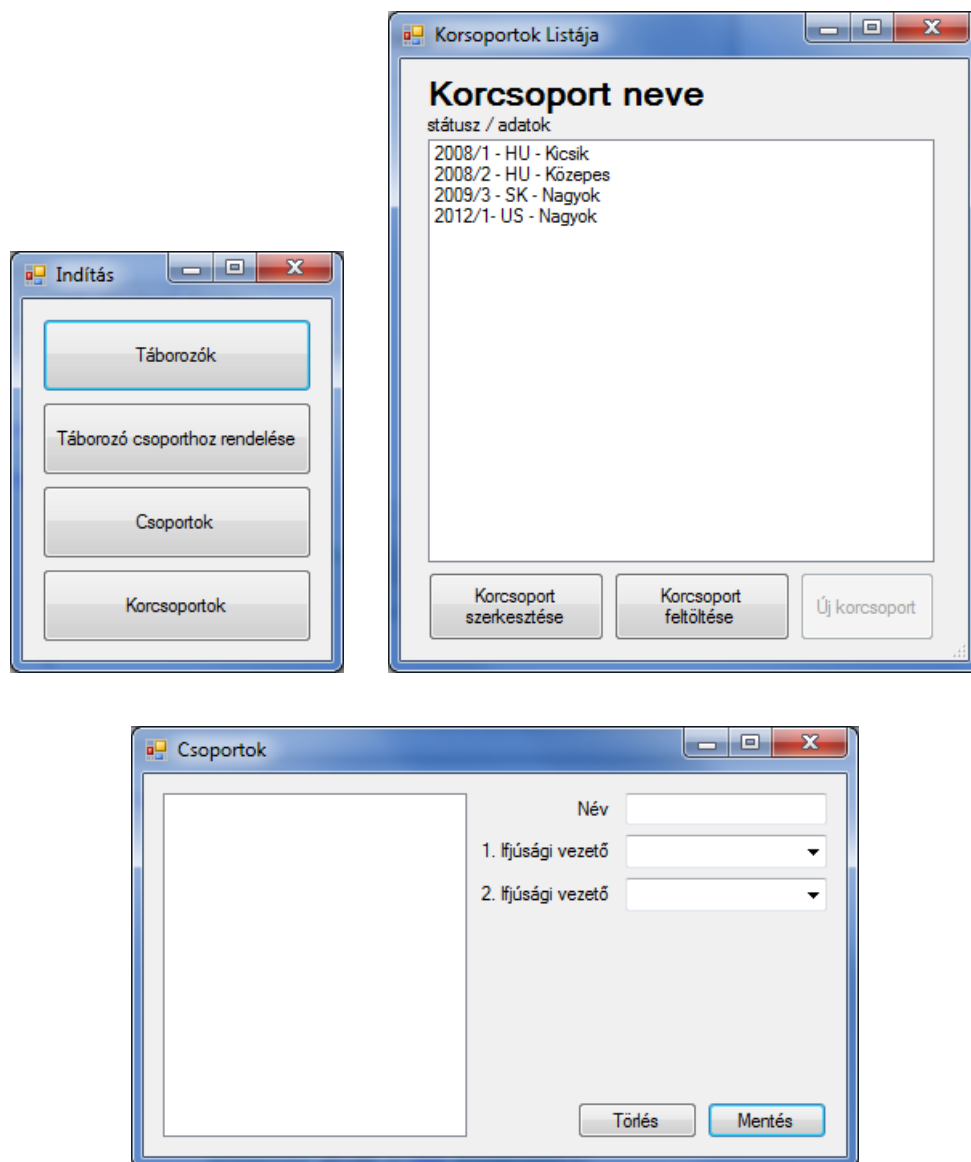 Korsoportok Listája
Korcsoport neve
státusz / adatok
2008/1 - HU - Kicsik
2008/2 - HU - Közepes
2009/3 - SK - Nagyok
2012/1- US - Nagyok
Korcsoport
szerkesztése
Korcsoport
feltöltése
Új korcsoport
Indítás
Táborozók
Táborozó csoporthoz rendelése
Csoportok
Korcsoportok
Csoportok
Név
1. Ifjúsági vezető
2. Ifjúsági vezető
Törlés
Mentés